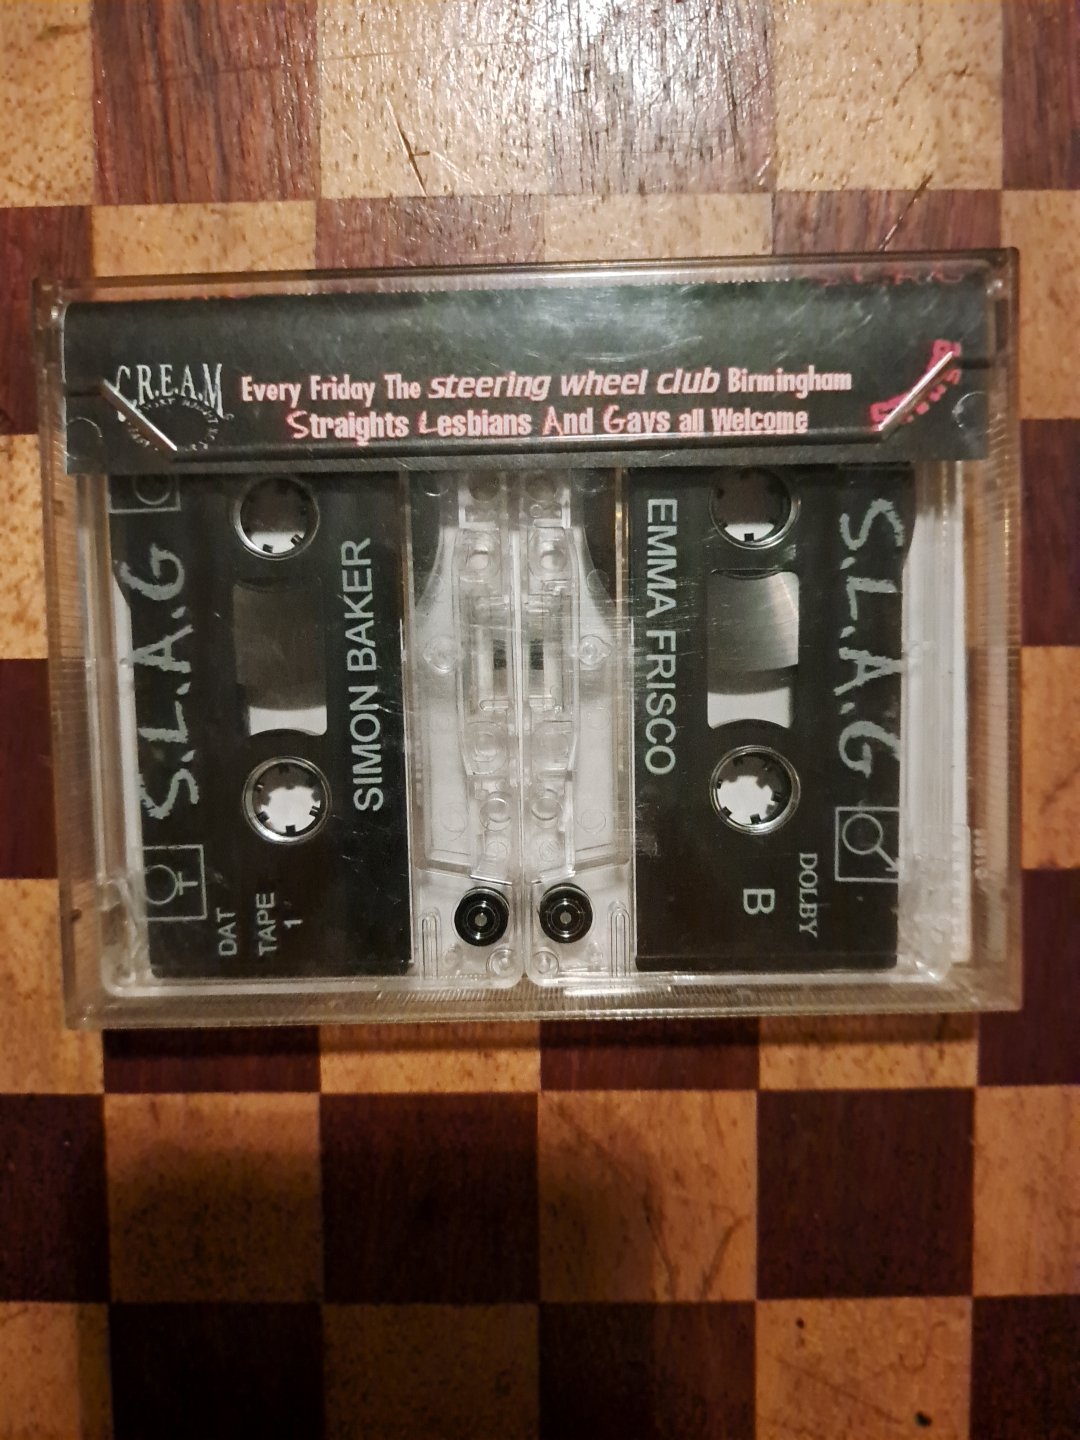 C.R.E.A.M
Every Friday The steering wheel club Birmingham
Straights Lesbians And Gays all Welcome
S.L.A.G
SIMON BAKER
DAT
TAPE
1
EMMA FRISCO
S.L.A.G
B
DOLBY